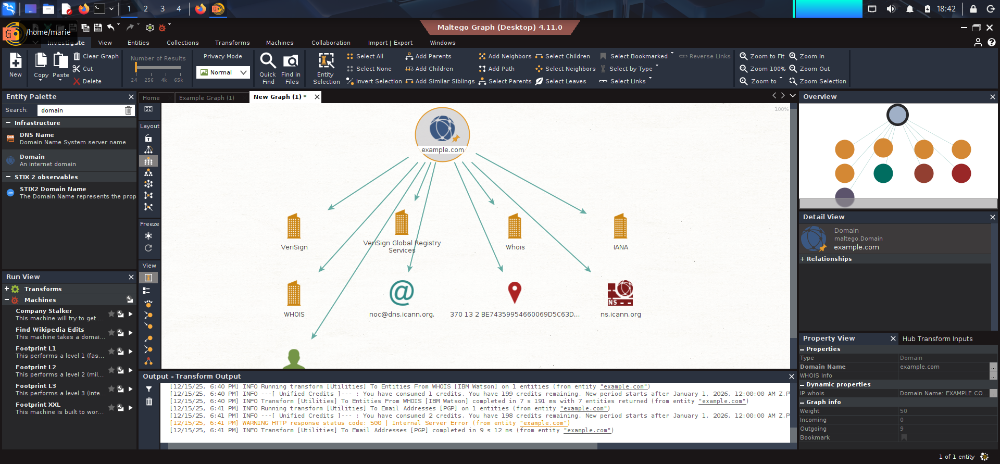 1 2 3 4
18:42
/home/marie
Maltego Graph (Desktop) 4.11.0
Investigate View Entities Collections Transforms Machines Collaboration Import | Export Windows
New
Copy Paste
Clear Graph
Cut
Delete
Number of Results
24 256 4k 65k
Privacy Mode
Normal
Quick Find
Find in Files
Entity Selection
Select All
Select None
Invert Selection
Add Parents
Add Children
Add Similar Siblings
Add Neighbors
Add Path
Select Parents
Select Children
Select Neighbors
Select Leaves
Select Bookmarked
Select by Type
Select Links
Reverse Links
Zoom to Fit
Zoom 100%
Zoom to
Zoom In
Zoom Out
Zoom Selection
Entity Palette
Search: domain
Infrastructure
DNS
DNS Name
Domain Name System server name
Domain
An internet domain
STIX 2 observables
STIX2 Domain Name
The Domain Name represents the prop
Run View
Transforms
Machines
Company Stalker
This machine will try to get ...
Find Wikipedia Edits
This machine takes a domai...
Footprint L1
This performs a level 1 (fas...
Footprint L2
This performs a level 2 (mil...
Footprint L3
This performs a level 3 (inte...
Footprint XXL
This machine is built to wor...
Home Example Graph (1) New Graph (1) *
Layout
Freeze
View
100%
example.com
VeriSign
VeriSign Global Registry
Services
Whois
IANA
WHOIS
@
noc@dns.icann.org.
370 13 2 BE74359954660069D5C63D...
NS
ns.icann.org
Output - Transform Output
[12/15/25, 6:40 PM] INFO Running transform [Utilities] To Entities From WHOIS [IBM Watson] on 1 entities (from entity "example.com")
[12/15/25, 6:40 PM] INFO ---[ Unified Credits ]--- : You have consumed 1 credits. You have 199 credits remaining. New period starts after January 1, 2026, 12:00:00 AM Z.P
[12/15/25, 6:40 PM] INFO Transform [Utilities] To Entities From WHOIS [IBM Watson] completed in 7 s 191 ms with 7 entities returned (from entity "example.com")
[12/15/25, 6:41 PM] INFO Running transform [Utilities] To Email Addresses [PGP] on 1 entities (from entity "example.com")
[12/15/25, 6:41 PM] INFO ---[ Unified Credits ]--- : You have consumed 2 credits. You have 198 credits remaining. New period starts after January 1, 2026, 12:00:00 AM Z.P
[12/15/25, 6:41 PM] WARNING HTTP response status code: 500 | Internal Server Error (from entity "example.com")
[12/15/25, 6:41 PM] INFO Transform [Utilities] To Email Addresses [PGP] completed in 9 s 12 ms (from entity "example.com")
Overview
Detail View
Domain
maltego.Domain
example.com
Relationships
Property View Hub Transform Inputs
Properties
Type Domain
Domain Name example.com ...
WHOIS Info ...
Dynamic properties
IP whois Domain Name: EXAMPLE.CO... ...
Graph info
Weight 50
Incoming 0
Outgoing 9
Bookmark
1 of 1 entity